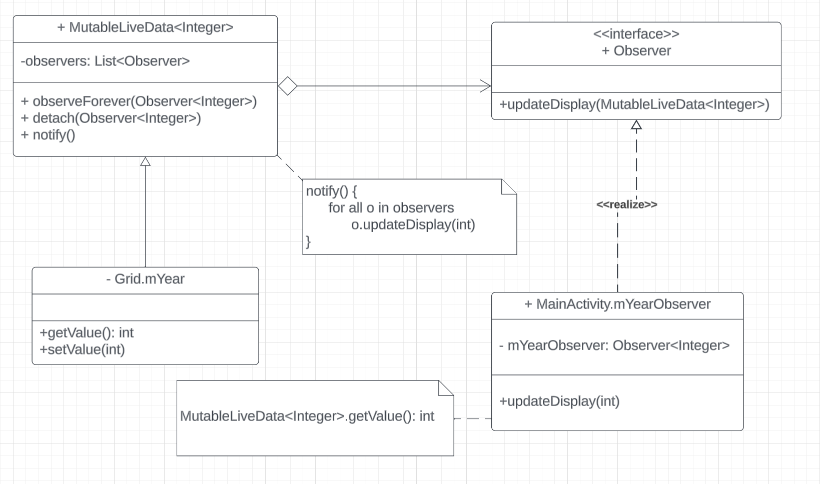 + MutableLiveData<Integer>
-observers: List<Observer>
+ observeForever(Observer<Integer>)
+ detach(Observer<Integer>)
+ notify()
<<interface>>
+ Observer
+updateDisplay(MutableLiveData<Integer>)
notify() {
for all o in observers
o.updateDisplay(int)
}
<<realize>>
- Grid.mYear
+getValue(): int
+setValue(int)
+ MainActivity.mYearObserver
- mYearObserver: Observer<Integer>
+updateDisplay(int)
MutableLiveData<Integer>.getValue(): int